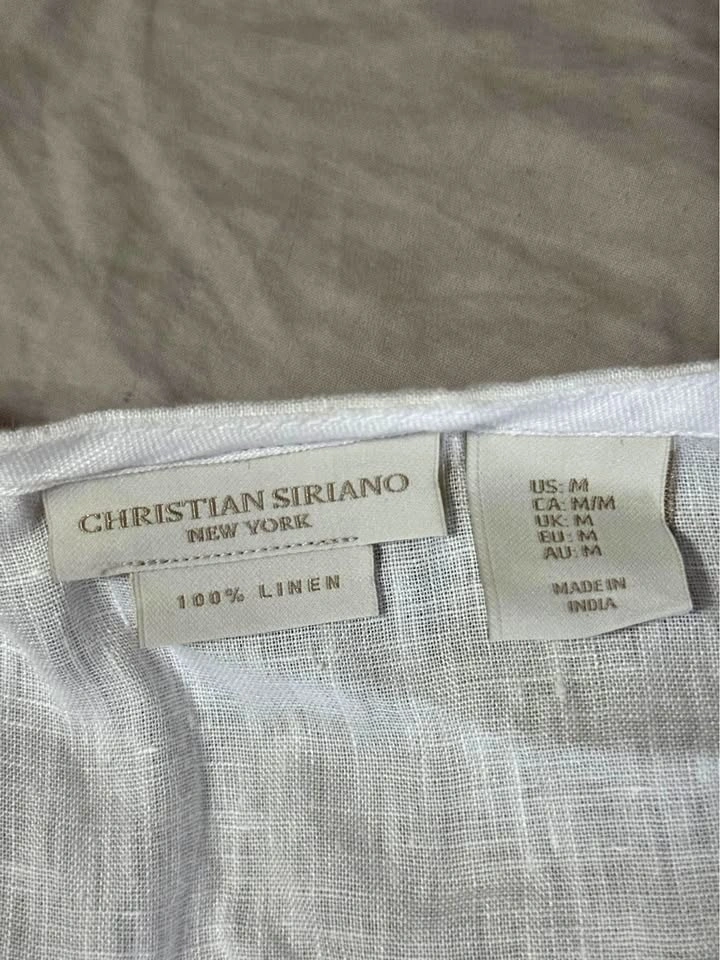 CHRISTIAN SIRIANO
NEW YORK
100% LINEN
US: M
CA: M/M
UK: M
EU: M
AU: M
MADE IN
INDIA